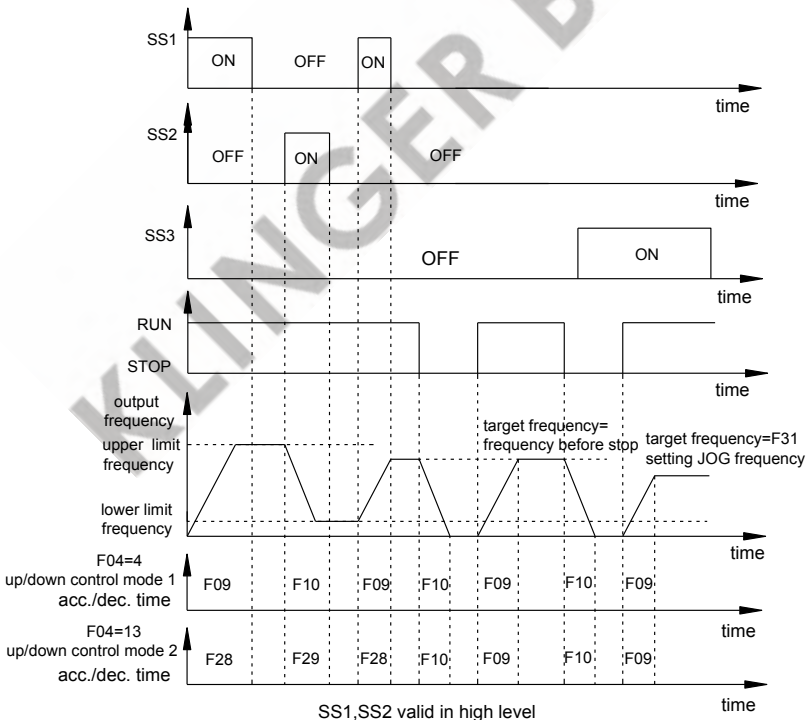 SS1
ON OFF ON
time
SS2
OFF ON OFF
time
SS3
OFF ON
time
RUN
STOP
time
output
frequency
upper limit
frequency
target frequency=
frequency before stop
target frequency=F31
setting JOG frequency
lower limit
frequency
time
F04=4
up/down control mode 1
acc./dec. time
F09 F10 F09 F10 F09 F10 F09
time
F04=13
up/down control mode 2
acc./dec. time
F28 F29 F28 F10 F09 F10 F09
time
SS1,SS2 valid in high level
KLINGER B